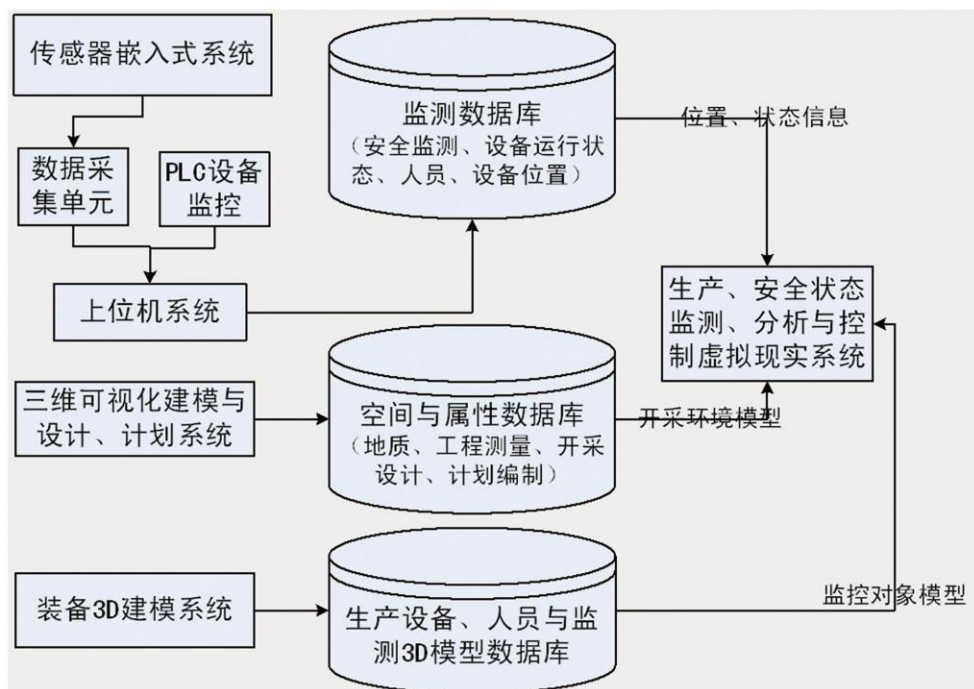 传感器嵌入式系统
数据采
集单元
PLC设备
监控
上位机系统
监测数据库
（安全监测、设备运行状
态、人员、设备位置）
位置、状态信息
生产、安全状态
监测、分析与控
制虚拟现实系统
三维可视化建模与
设计、计划系统
空间与属性数据库
（地质、工程测量、开采
设计、计划编制）
开采环境模型
装备3D建模系统
生产设备、人员与监
测3D模型数据库
监控对象模型